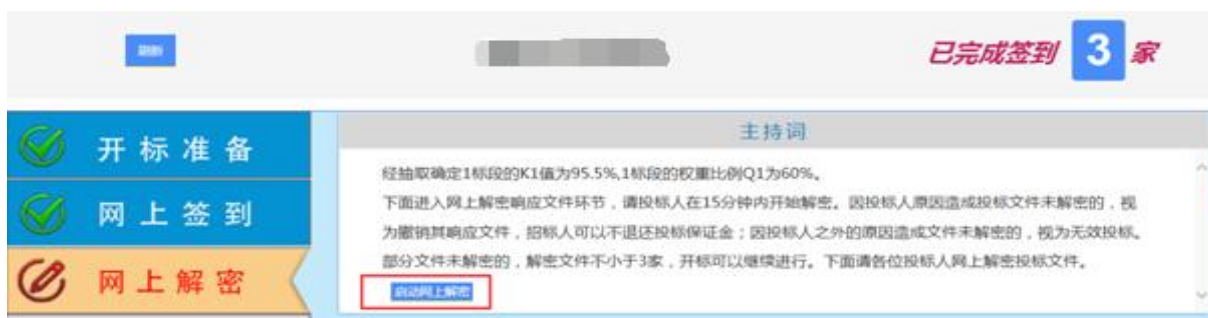 刷新
已完成签到 3 家
开标准备
网上签到
网上解密
主持词
经抽取确定1标段的K1值为95.5%,1标段的权重比例Q1为60%。
下面进入网上解密响应文件环节，请投标人在15分钟内开始解密。因投标人原因造成投标文件未解密的，视
为撤销其响应文件，招标人可以不退还投标保证金；因投标人之外的原因造成文件未解密的，视为无效投标。
部分文件未解密的，解密文件不小于3家，开标可以继续进行。下面请各位投标人网上解密投标文件。
启动网上解密